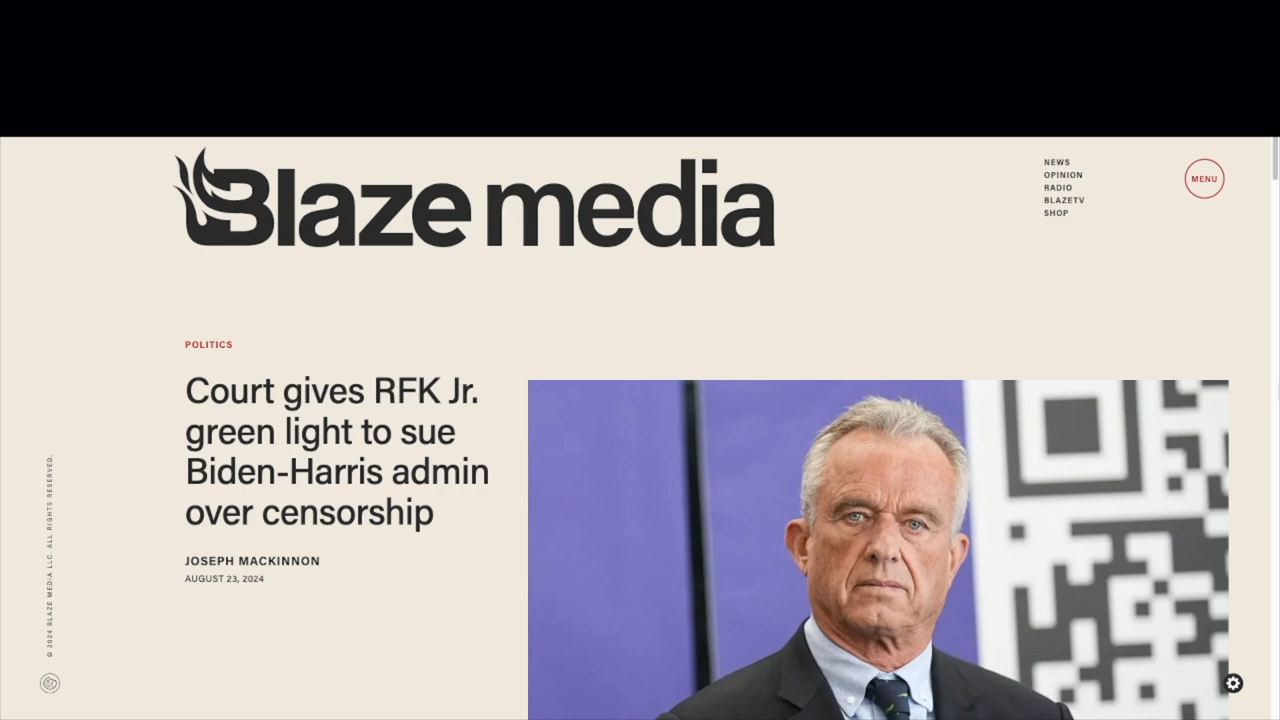 Blaze media
NEWS
OPINION
RADIO
BLAZETV
SHOP
MENU
POLITICS
Court gives RFK Jr.
green light to sue
Biden-Harris admin
over censorship
JOSEPH MACKINNON
AUGUST 23, 2024
© 2024 BLAZE MEDIA LLC. ALL RIGHTS RESERVED.